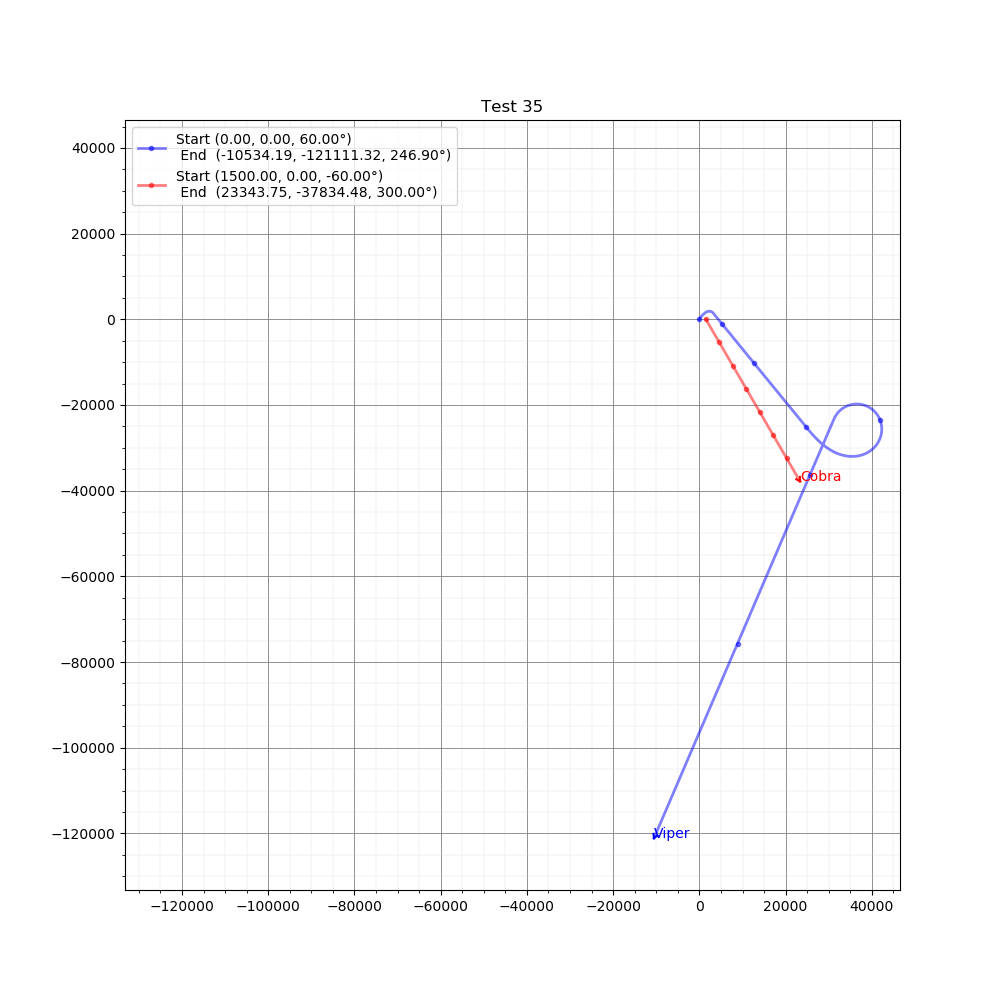 Test 35
Start (0.00, 0.00, 60.00°)
End (-10534.19, -121111.32, 246.90°)
Start (1500.00, 0.00, -60.00°)
End (23343.75, -37834.48, 300.00°)
40000
20000
0
−20000
−40000
−60000
−80000
−100000
−120000
Cobra
Viper
−120000 −100000 −80000 −60000 −40000 −20000 0 20000 40000